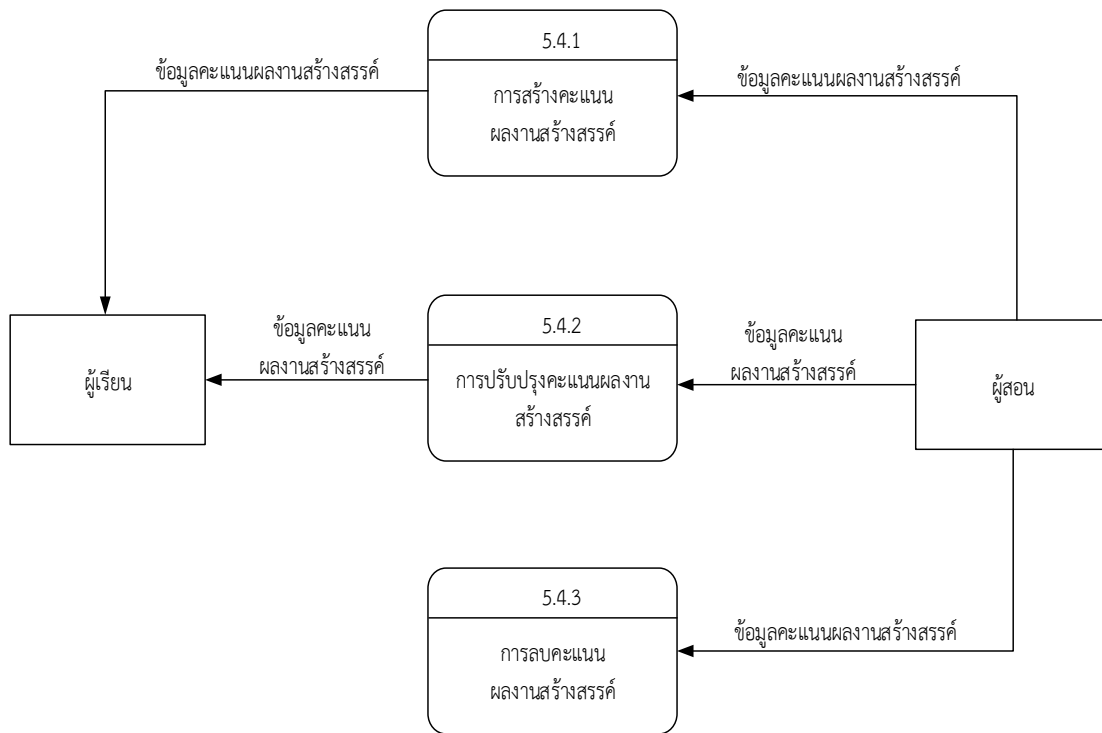 5.4.1
ข้อมูลคะแนนผลงานสร้างสรรค์
ข้อมูลคะแนนผลงานสร้างสรรค์
การสร้างคะแนน
ผลงานสร้างสรรค์
5.4.2
ข้อมูลคะแนน
ผลงานสร้างสรรค์
ข้อมูลคะแนน
ผลงานสร้างสรรค์
ผู้เรียน
การปรับปรุงคะแนนผลงาน
สร้างสรรค์
ผู้สอน
5.4.3
ข้อมูลคะแนนผลงานสร้างสรรค์
การลบคะแนน
ผลงานสร้างสรรค์